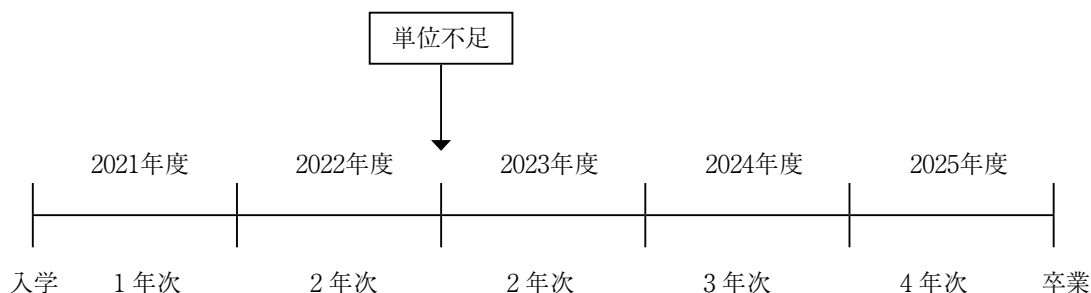 単位不足
2021年度 2022年度 2023年度 2024年度 2025年度
入学 1年次 2年次 2年次 3年次 4年次 卒業